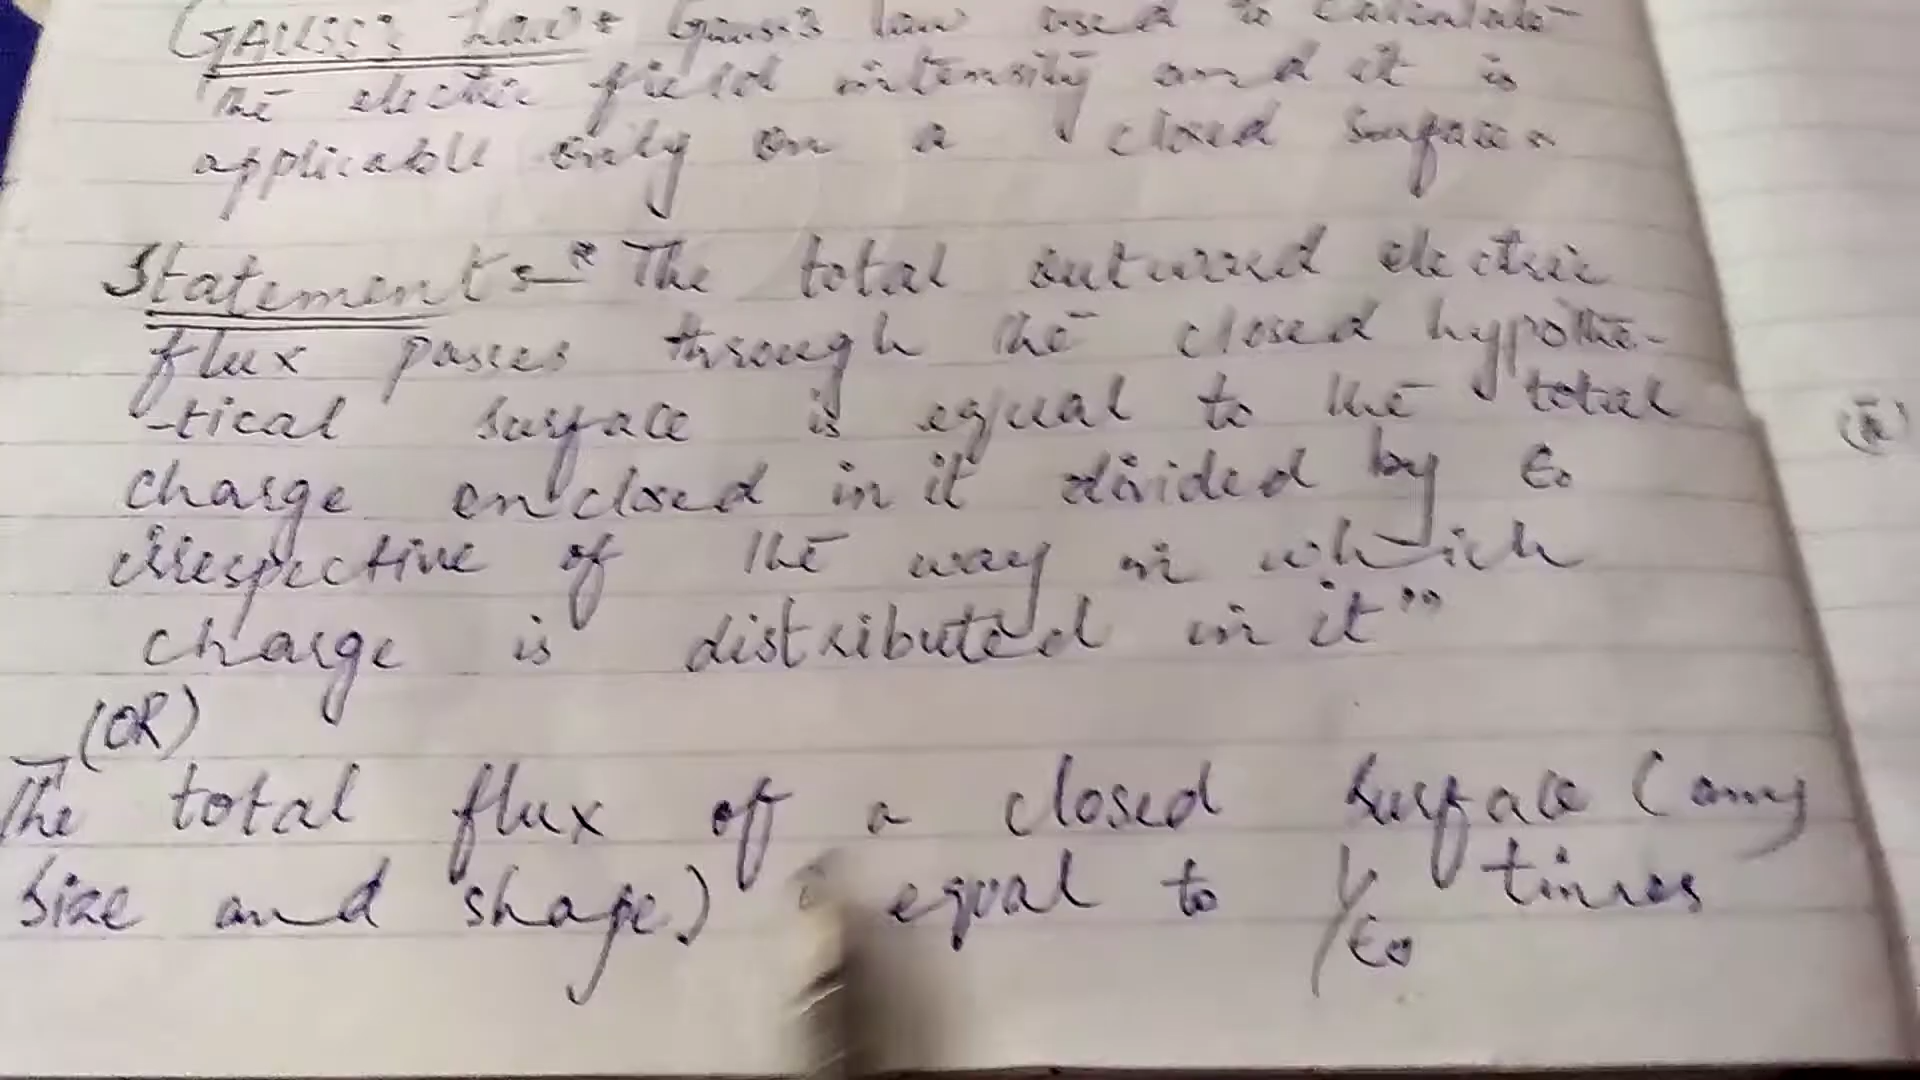 GAUSS's Law: Gauss's law used to calculate
the electric field intensity and it is
applicable only on a closed surface.
Statement:- "The total outward electric
flux passes through the closed hypothe-
-tical surface is equal to the total
charge enclosed in it divided by ε₀
irrespective of the way in which
charge is distributed in it"
(OR)
The total flux of a closed surface (any
size and shape) equal to 1/ε₀ times